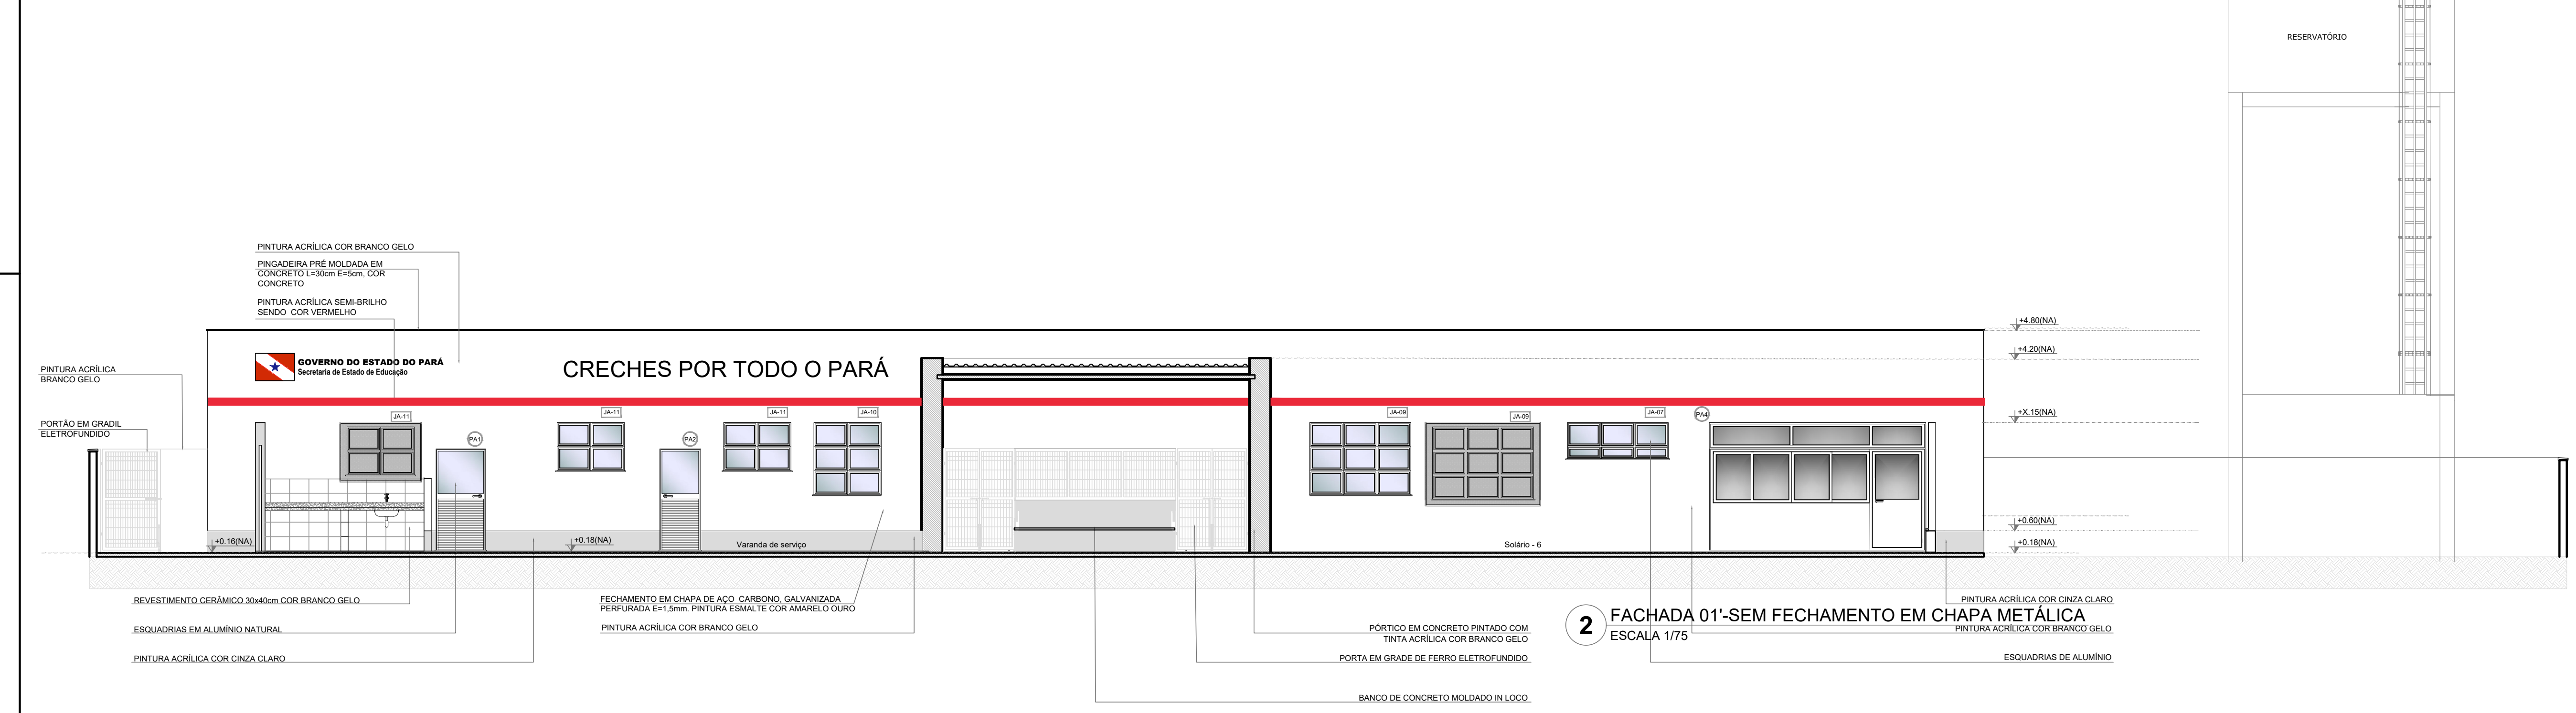 RESERVATÓRIO
PINTURA ACRÍLICA COR BRANCO GELO
PINGADEIRA PRÉ MOLDADA EM
CONCRETO L=30cm E=5cm, COR
CONCRETO
PINTURA ACRÍLICA SEMI-BRILHO
SENDO COR VERMELHO
+4.80(NA)
+4.20(NA)
GOVERNO DO ESTADO DO PARÁ
Secretaria de Estado de Educação
CRECHES POR TODO O PARÁ
PINTURA ACRÍLICA
BRANCO GELO
PORTÃO EM GRADIL
ELETROFUNDIDO
JA-11
JA-11
JA-11
JA-10
JA-09
JA-09
JA-07
PA4
+X.15(NA)
PA1
PA2
+0.60(NA)
+0.16(NA)
+0.18(NA)
Varanda de serviço
Solário - 6
+0.18(NA)
REVESTIMENTO CERÂMICO 30x40cm COR BRANCO GELO
ESQUADRIAS EM ALUMÍNIO NATURAL
PINTURA ACRÍLICA COR CINZA CLARO
FECHAMENTO EM CHAPA DE AÇO CARBONO, GALVANIZADA
PERFURADA E=1,5mm. PINTURA ESMALTE COR AMARELO OURO
PINTURA ACRÍLICA COR BRANCO GELO
PÓRTICO EM CONCRETO PINTADO COM
TINTA ACRÍLICA COR BRANCO GELO
PORTA EM GRADE DE FERRO ELETROFUNDIDO
BANCO DE CONCRETO MOLDADO IN LOCO
2
FACHADA 01'-SEM FECHAMENTO EM CHAPA METÁLICA
ESCALA 1/75
PINTURA ACRÍLICA COR CINZA CLARO
PINTURA ACRÍLICA COR BRANCO GELO
ESQUADRIAS DE ALUMÍNIO